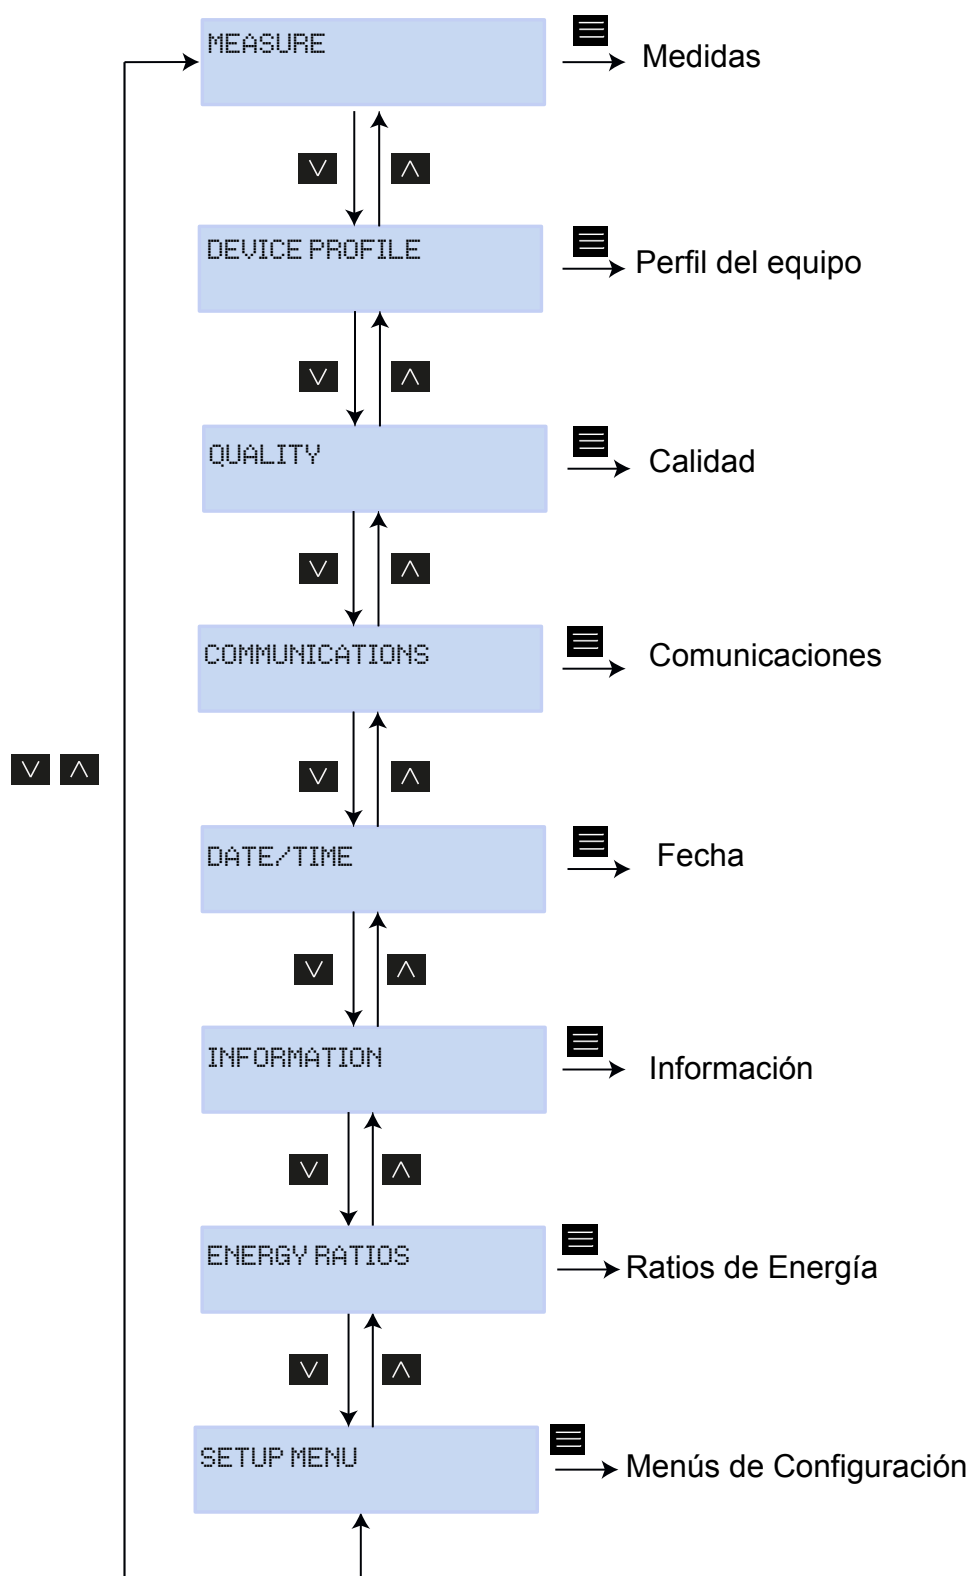 MEASURE
Medidas
DEVICE PROFILE
Perfil del equipo
QUALITY
Calidad
COMMUNICATIONS
Comunicaciones
DATE/TIME
Fecha
INFORMATION
Información
ENERGY RATIOS
Ratios de Energía
SETUP MENU
Menús de Configuración